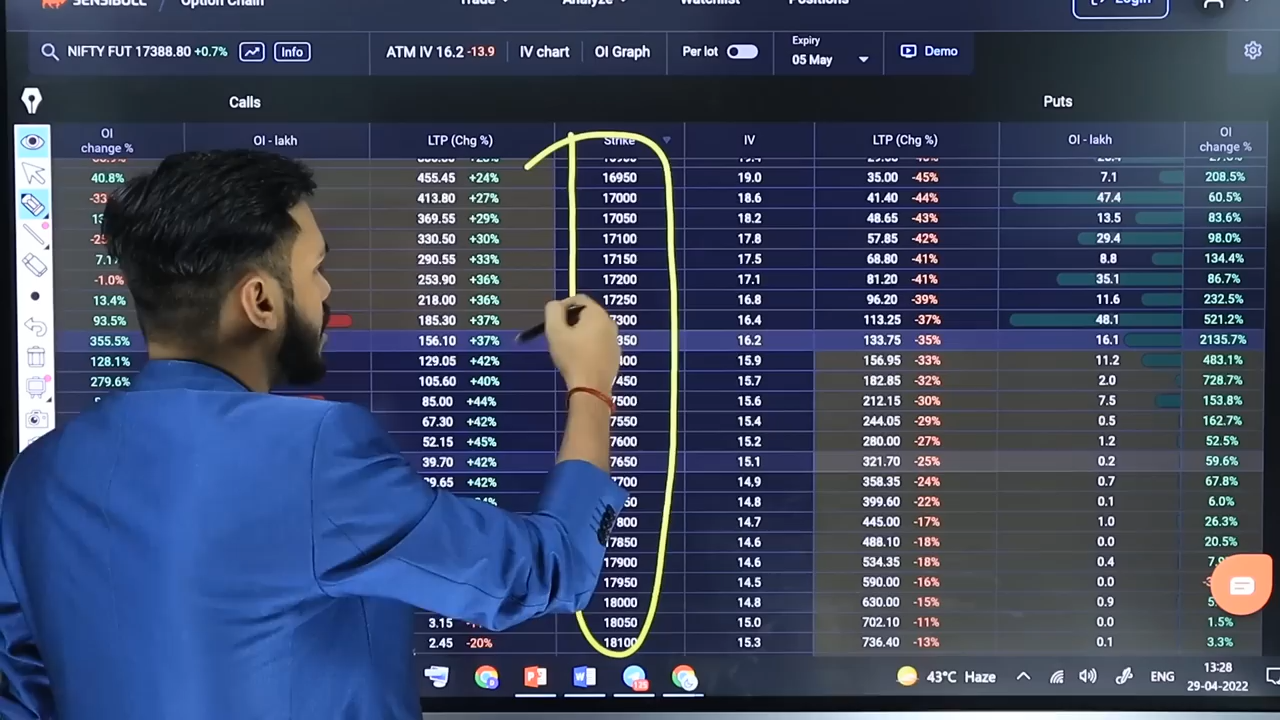 SENSIBULL / Option Chain Trade Analyze Watchlist Positions Login
NIFTY FUT 17388.80 +0.7% Info ATM IV 16.2 -13.9 IV chart OI Graph Per lot Expiry 05 May Demo
Calls Puts
OI change % OI - lakh LTP (Chg %) Strike IV LTP (Chg %) OI - lakh OI change %
40.8% 455.45 +24% 16950 19.0 35.00 -45% 7.1 208.5%
413.80 +27% 17000 18.6 41.40 -44% 47.4 60.5%
369.55 +29% 17050 18.2 48.65 -43% 13.5 83.6%
330.50 +30% 17100 17.8 57.85 -42% 29.4 98.0%
290.55 +33% 17150 17.5 68.80 -41% 8.8 134.4%
-1.0% 253.90 +36% 17200 17.1 81.20 -41% 35.1 86.7%
13.4% 218.00 +36% 17250 16.8 96.20 -39% 11.6 232.5%
93.5% 185.30 +37% 7300 16.4 113.25 -37% 48.1 521.2%
355.5% 156.10 +37% 350 16.2 133.75 -35% 16.1 2135.7%
128.1% 129.05 +42% 400 15.9 156.95 -33% 11.2 483.1%
279.6% 105.60 +40% 450 15.7 182.85 -32% 2.0 728.7%
85.00 +44% 7500 15.6 212.15 -30% 7.5 153.8%
67.30 +42% 17550 15.4 244.05 -29% 0.5 162.7%
52.15 +45% 17600 15.2 280.00 -27% 1.2 52.5%
39.70 +42% 17650 15.1 321.70 -25% 0.2 59.6%
+42% 7700 14.9 358.35 -24% 0.7 67.8%
14.8 399.60 -22% 0.1 6.0%
800 14.7 445.00 -17% 1.0 26.3%
17850 14.6 488.10 -18% 0.0 20.5%
17900 14.6 534.35 -18% 0.4
17950 14.5 590.00 -16% 0.0
18000 14.8 630.00 -15% 0.9
3.15 18050 15.0 702.10 -11% 0.0 1.5%
2.45 -20% 18100 15.3 736.40 -13% 0.1 3.3%
43°C Haze ENG 13:28
29-04-2022